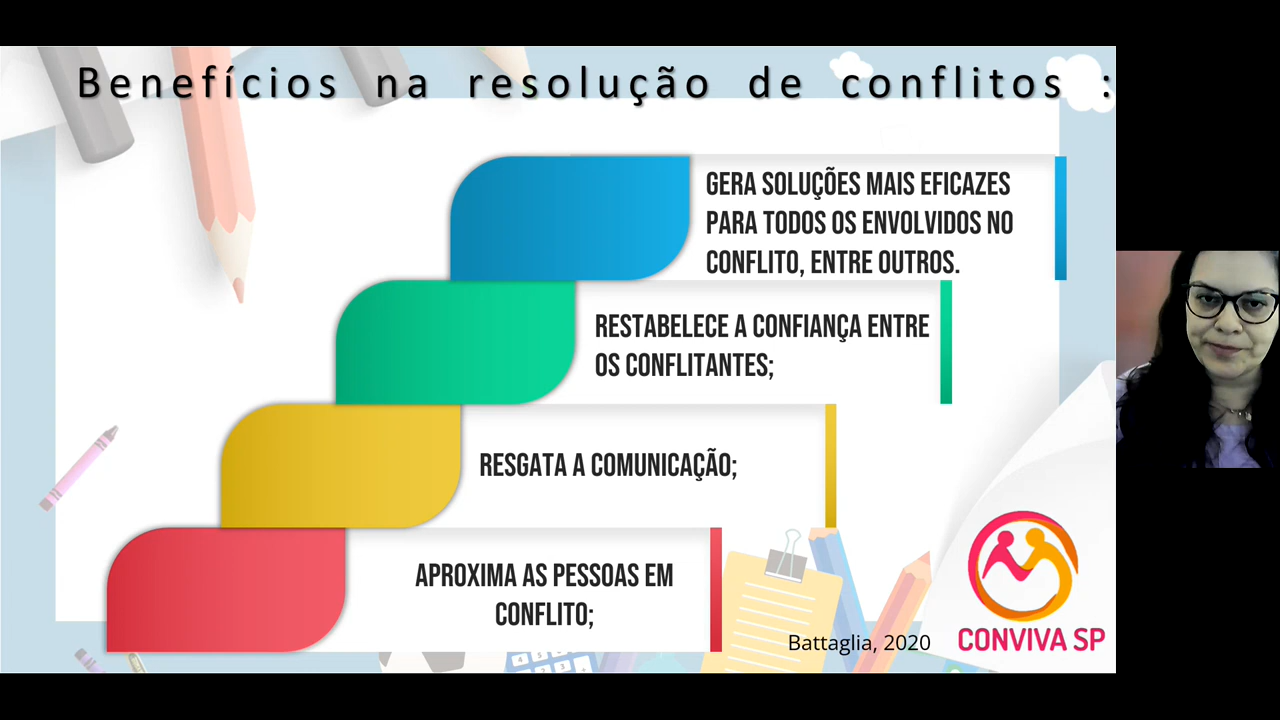 Benefícios na resolução de conflitos :
GERA SOLUÇÕES MAIS EFICAZES
PARA TODOS OS ENVOLVIDOS NO
CONFLITO, ENTRE OUTROS.
RESTABELECE A CONFIANÇA ENTRE
OS CONFLITANTES;
RESGATA A COMUNICAÇÃO;
APROXIMA AS PESSOAS EM
CONFLITO;
Battaglia, 2020
CONVIVA SP